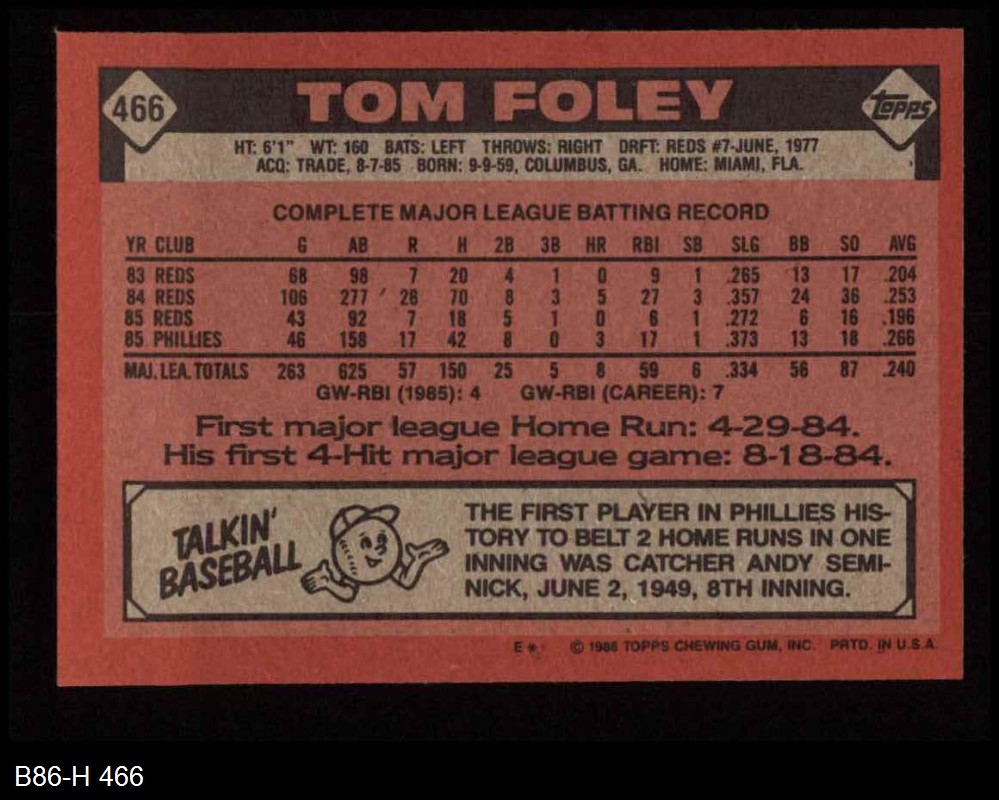 466
TOM FOLEY
TOPPS
HT: 6'1" WT: 160 BATS: LEFT THROWS: RIGHT DRFT: REDS #7-JUNE, 1977
ACQ: TRADE, 8-7-85 BORN: 9-9-59, COLUMBUS, GA. HOME: MIAMI, FLA.
COMPLETE MAJOR LEAGUE BATTING RECORD
YR CLUB G AB R H 2B 3B HR RBI SB SLG BB SO AVG
83 REDS 68 98 7 20 4 1 0 9 1 .265 13 17 .204
84 REDS 106 277 26 70 8 3 5 27 3 .357 24 36 .253
85 REDS 43 92 7 18 5 1 0 6 1 .272 6 16 .196
85 PHILLIES 46 158 17 42 8 0 3 17 1 .373 13 18 .266
MAJ. LEA. TOTALS 263 625 57 150 25 5 8 59 6 .334 56 87 .240
GW-RBI (1985): 4 GW-RBI (CAREER): 7
First major league Home Run: 4-29-84.
His first 4-Hit major league game: 8-18-84.
TALKIN'
BASEBALL
THE FIRST PLAYER IN PHILLIES HIS-
TORY TO BELT 2 HOME RUNS IN ONE
INNING WAS CATCHER ANDY SEMI-
NICK, JUNE 2, 1949, 8TH INNING.
E* © 1986 TOPPS CHEWING GUM, INC. PRTD. IN U.S.A.
B86-H 466